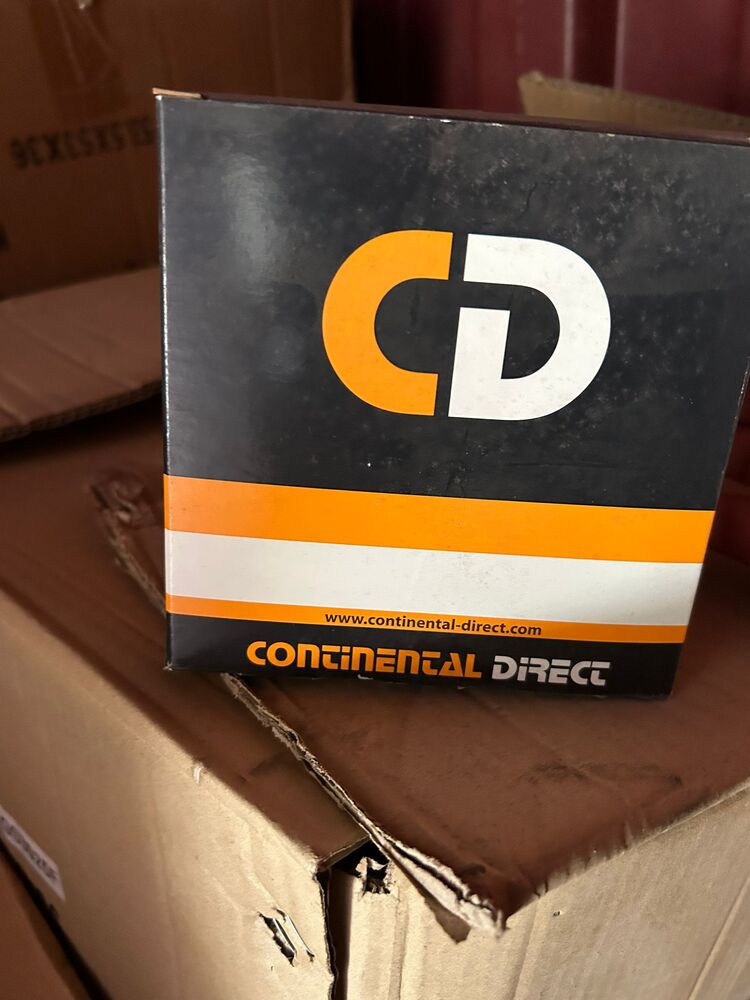 CD
www.continental-direct.com
CONTINENTAL DIRECT